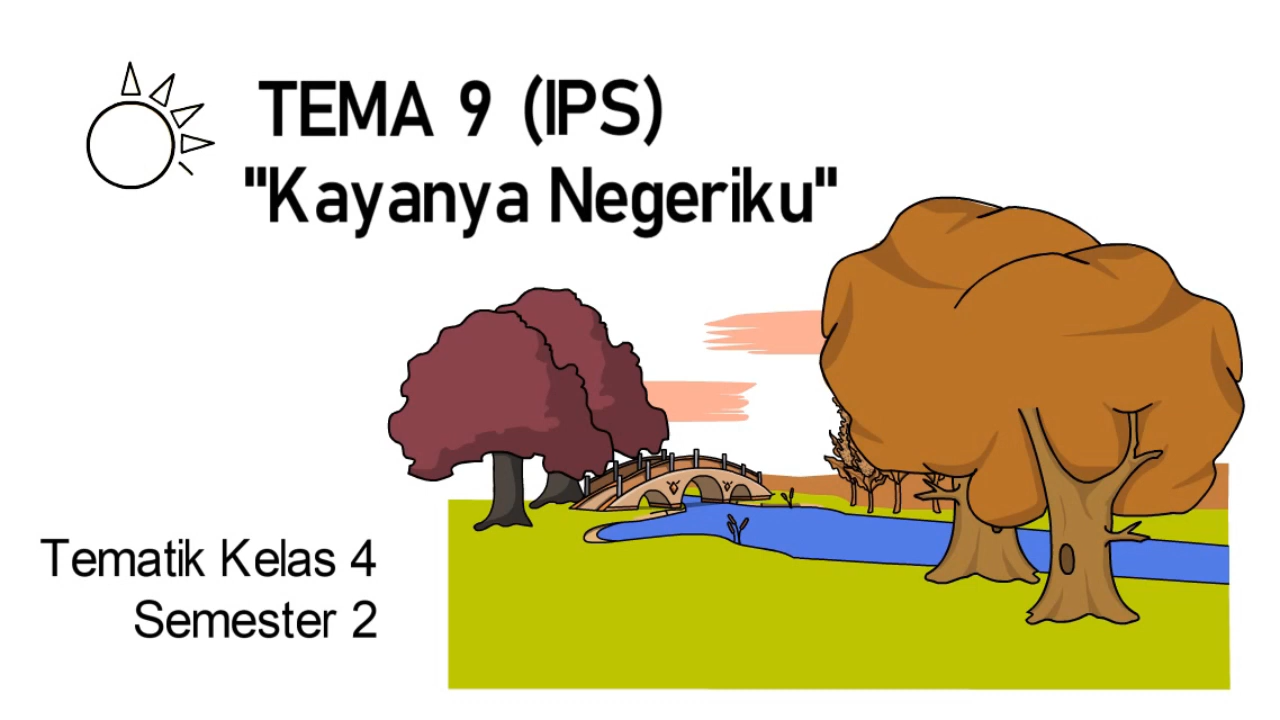 TEMA 9 (IPS)
"Kayanya Negeriku"
Tematik Kelas 4
Semester 2